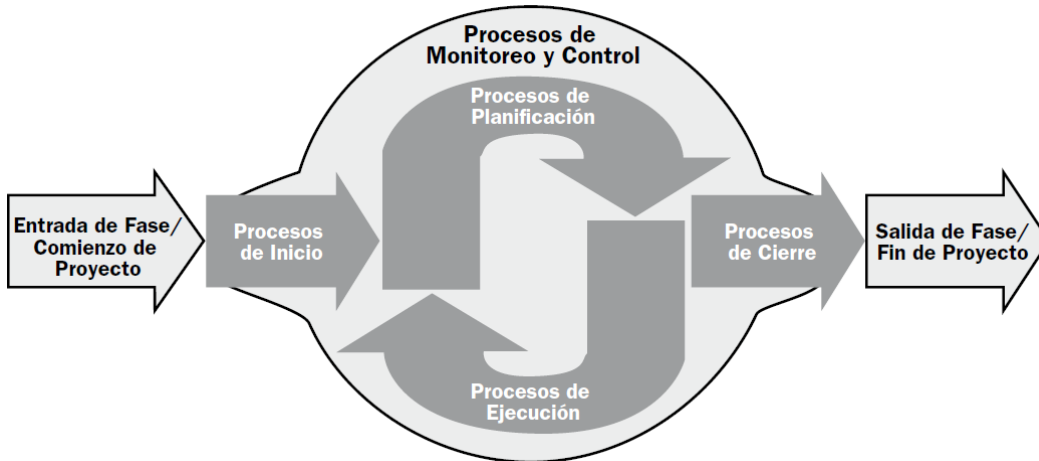 Procesos de
Monitoreo y Control
Procesos de
Planificación
Entrada de Fase/
Comienzo de
Proyecto
Procesos
de Inicio
Procesos
de Cierre
Salida de Fase/
Fin de Proyecto
Procesos de
Ejecución